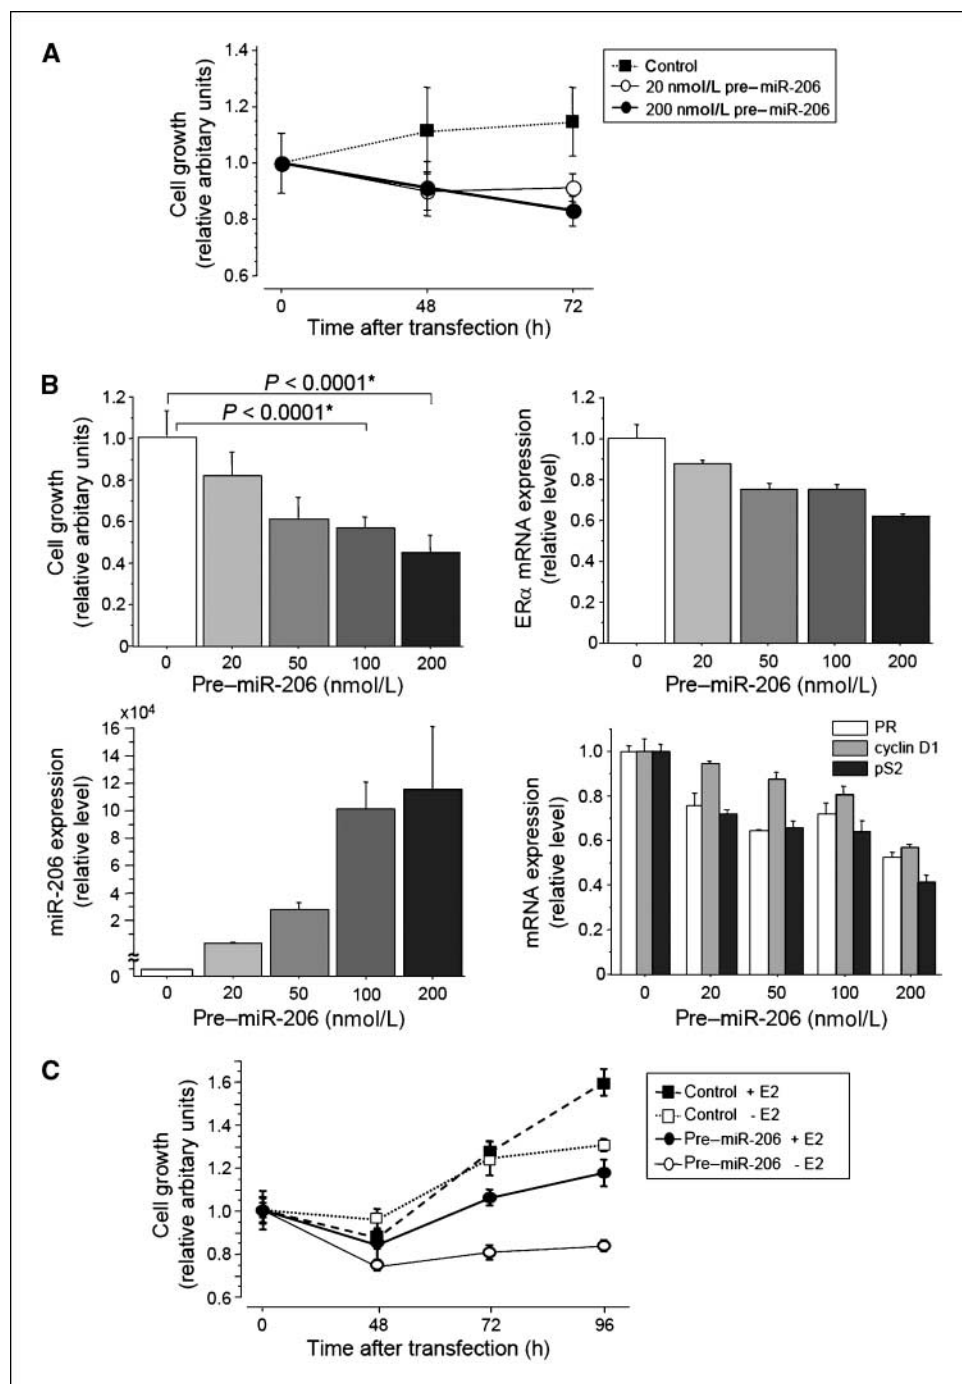 A
1.4
1.2
1.0
0.8
0.6
Cell growth
(relative arbitary units)
0 48 72
Time after transfection (h)
Control
20 nmol/L pre–miR-206
200 nmol/L pre–miR-206
B
P < 0.0001*
P < 0.0001*
1.2
1.0
0.8
0.6
0.4
0.2
0
Cell growth
(relative arbitary units)
0 20 50 100 200
Pre–miR-206 (nmol/L)
1.2
1.0
0.8
0.6
0.4
0.2
0
ERα mRNA expression
(relative level)
0 20 50 100 200
Pre–miR-206 (nmol/L)
x10⁴
16
14
12
10
8
6
4
2
0
miR-206 expression
(relative level)
0 20 50 100 200
Pre–miR-206 (nmol/L)
PR
cyclin D1
pS2
1.0
0.8
0.6
0.4
0.2
0
mRNA expression
(relative level)
0 20 50 100 200
Pre–miR-206 (nmol/L)
C
1.6
1.4
1.2
1.0
0.8
0.6
Cell growth
(relative arbitary units)
0 48 72 96
Time after transfection (h)
Control + E2
Control - E2
Pre–miR-206 + E2
Pre–miR-206 - E2